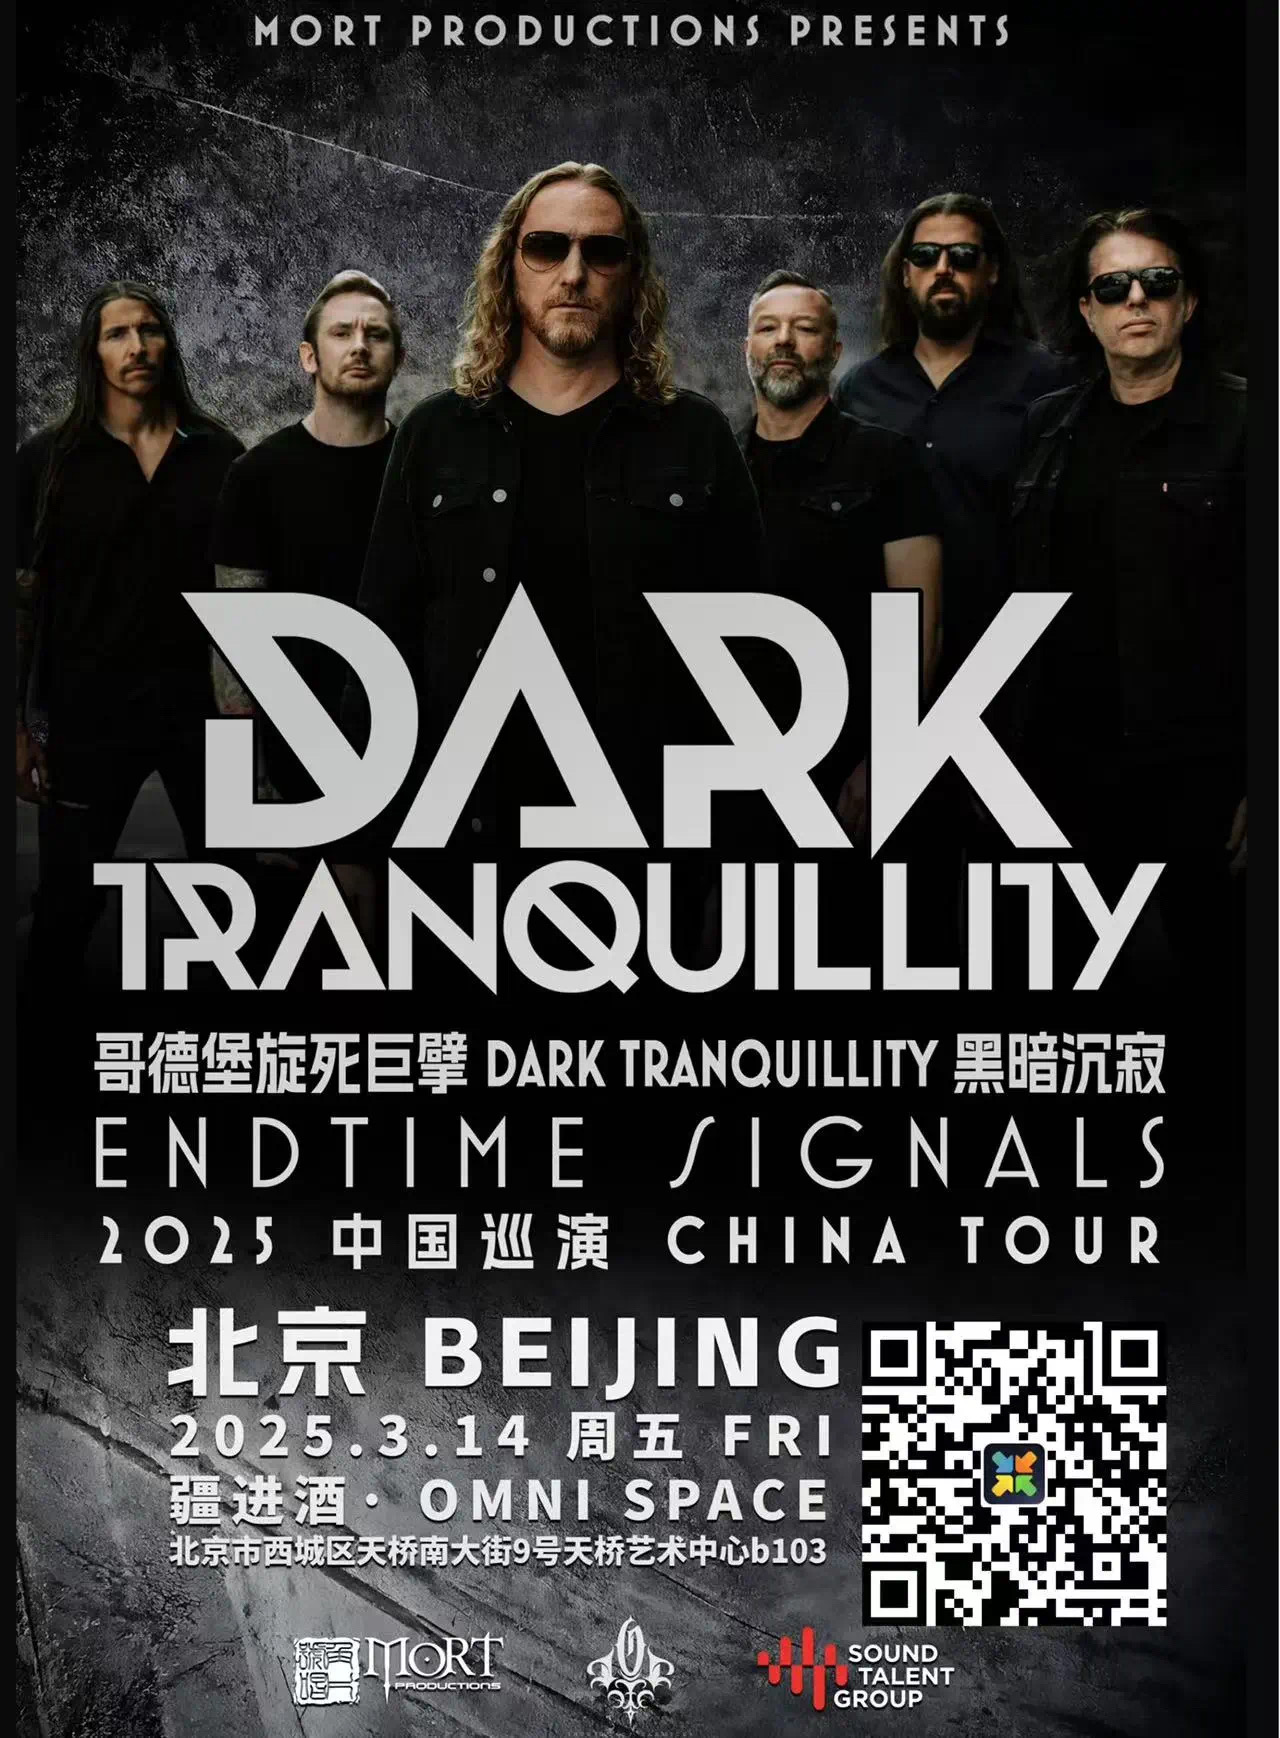 MORT PRODUCTIONS PRESENTS
DARK
TRANQUILLITY
哥德堡旋死巨擘 DARK TRANQUILLITY 黑暗沉寂
ENDTIME SIGNALS
2025 中国巡演 CHINA TOUR
北京 BEIJING
2025.3.14 周五 FRI
疆进酒· OMNI SPACE
北京市西城区天桥南大街9号天桥艺术中心b103
MORT
PRODUCTIONS
SOUND
TALENT
GROUP